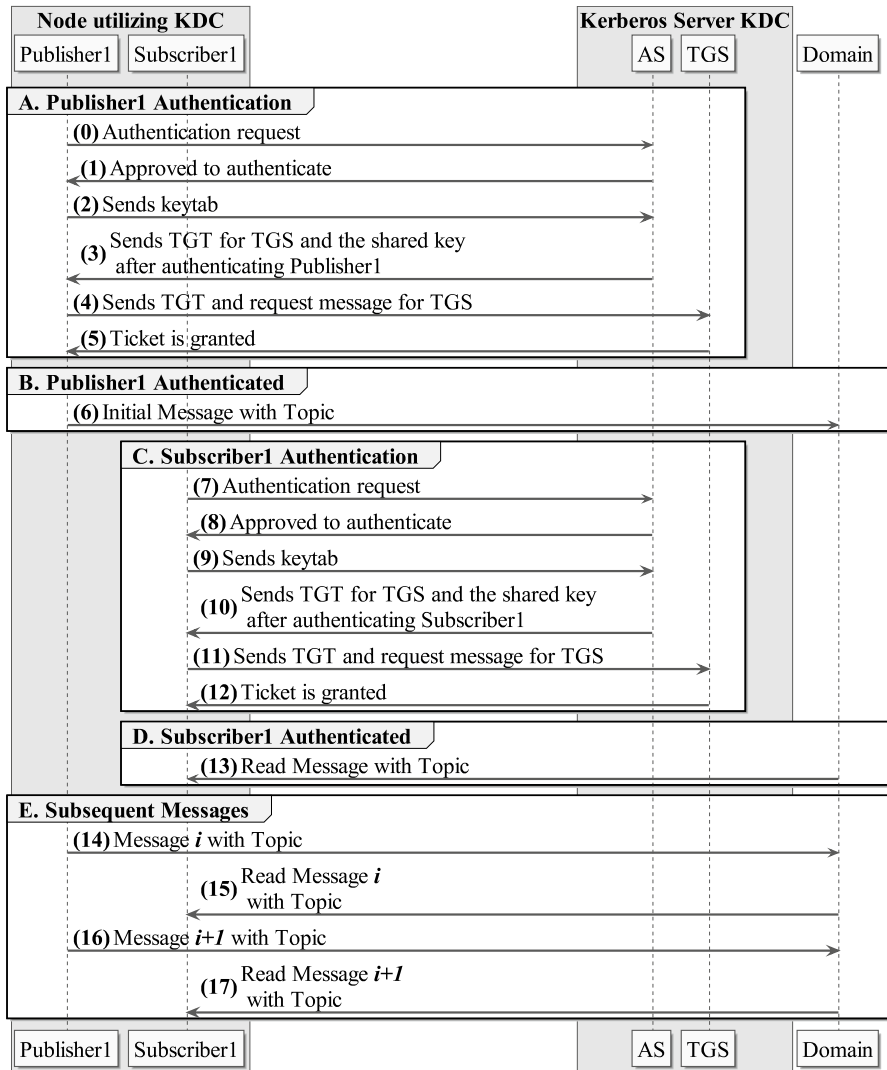 Node utilizing KDC
Kerberos Server KDC
Publisher1
Subscriber1
AS
TGS
Domain
A. Publisher1 Authentication
(0) Authentication request
(1) Approved to authenticate
(2) Sends keytab
(3) Sends TGT for TGS and the shared key
after authenticating Publisher1
(4) Sends TGT and request message for TGS
(5) Ticket is granted
B. Publisher1 Authenticated
(6) Initial Message with Topic
C. Subscriber1 Authentication
(7) Authentication request
(8) Approved to authenticate
(9) Sends keytab
(10) Sends TGT for TGS and the shared key
after authenticating Subscriber1
(11) Sends TGT and request message for TGS
(12) Ticket is granted
D. Subscriber1 Authenticated
(13) Read Message with Topic
E. Subsequent Messages
(14) Message i with Topic
(15) Read Message i
with Topic
(16) Message i+1 with Topic
(17) Read Message i+1
with Topic
Publisher1
Subscriber1
AS
TGS
Domain